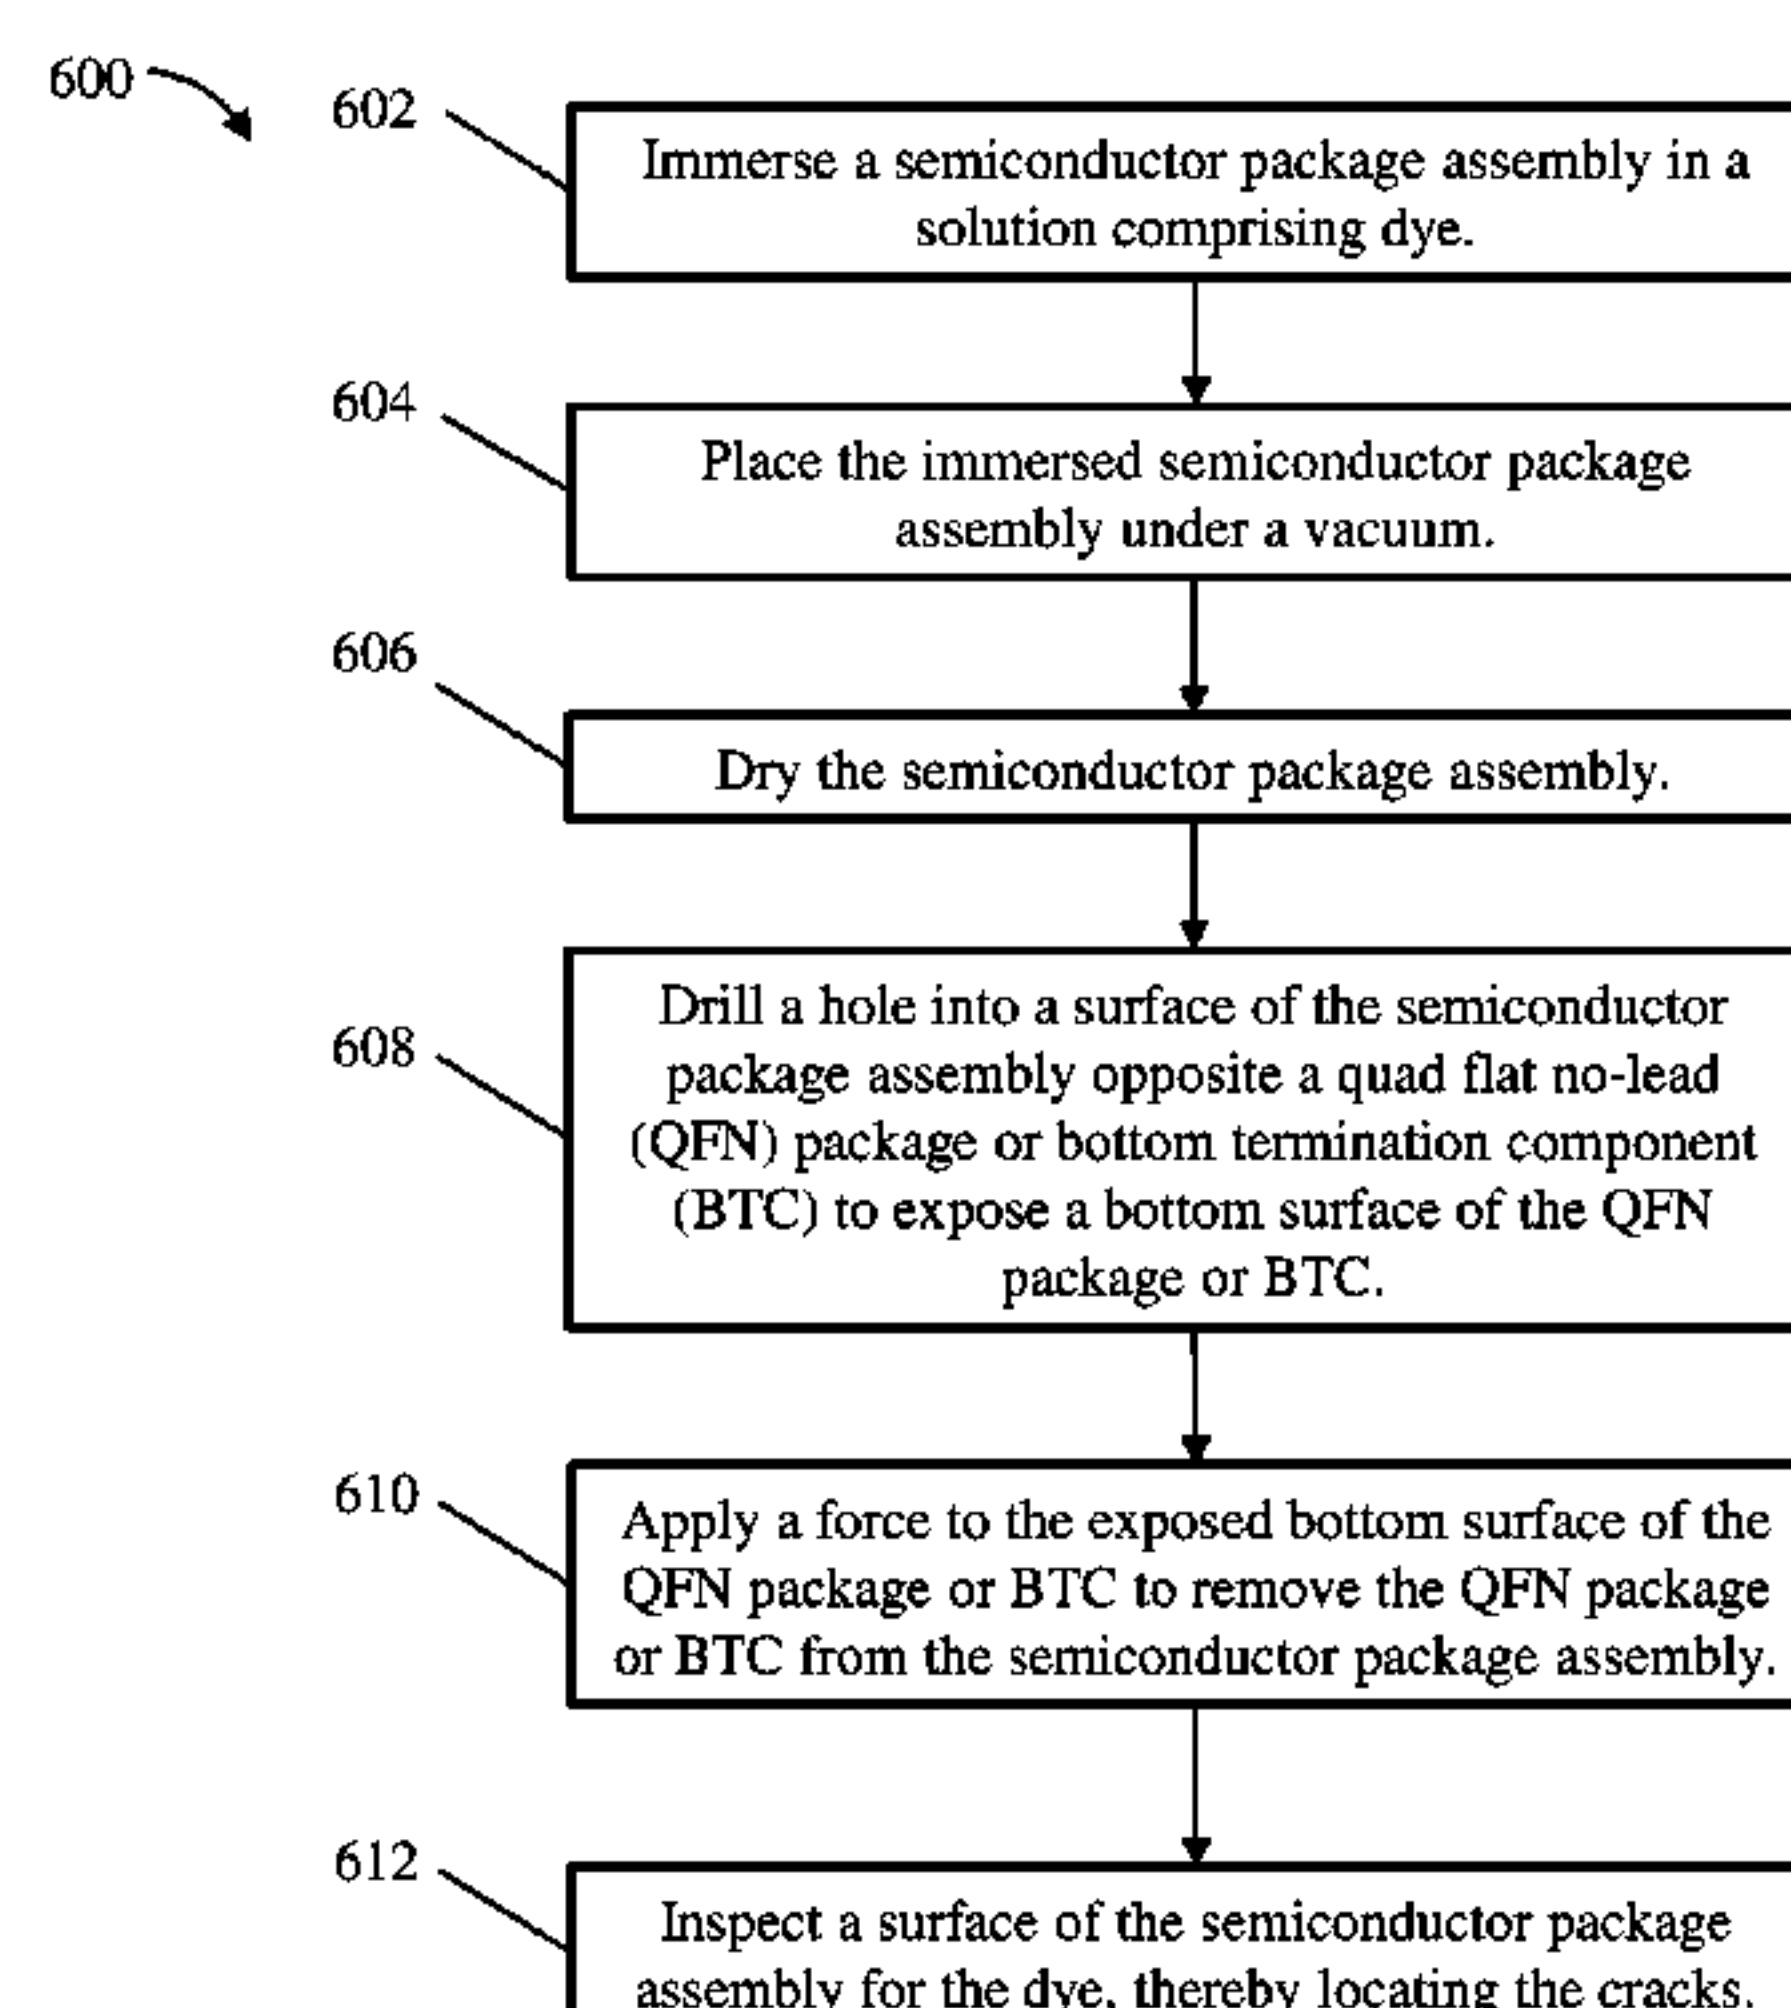 600
602
Immerse a semiconductor package assembly in a
solution comprising dye.
604
Place the immersed semiconductor package
assembly under a vacuum.
606
Dry the semiconductor package assembly.
608
Drill a hole into a surface of the semiconductor
package assembly opposite a quad flat no-lead
(QFN) package or bottom termination component
(BTC) to expose a bottom surface of the QFN
package or BTC.
610
Apply a force to the exposed bottom surface of the
QFN package or BTC to remove the QFN package
or BTC from the semiconductor package assembly.
612
Inspect a surface of the semiconductor package
assembly for the dye, thereby locating the cracks.